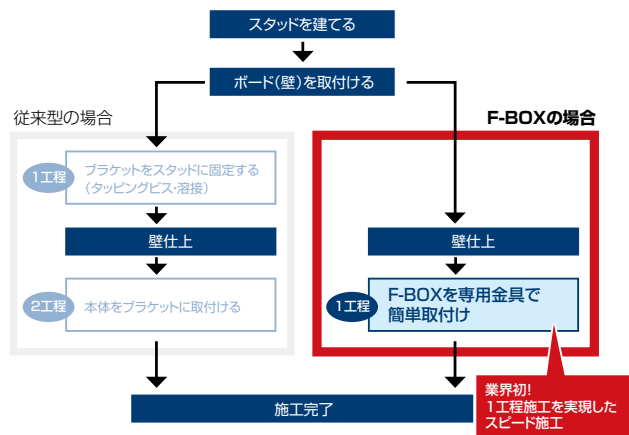 スタッドを建てる
ボード(壁)を取付ける
従来型の場合
1工程
ブラケットをスタッドに固定する
(タッピングビス・溶接)
壁仕上
2工程
本体をブラケットに取付ける
F-BOXの場合
壁仕上
1工程
F-BOXを専用金具で
簡単取付け
業界初!
1工程施工を実現した
スピード施工
施工完了